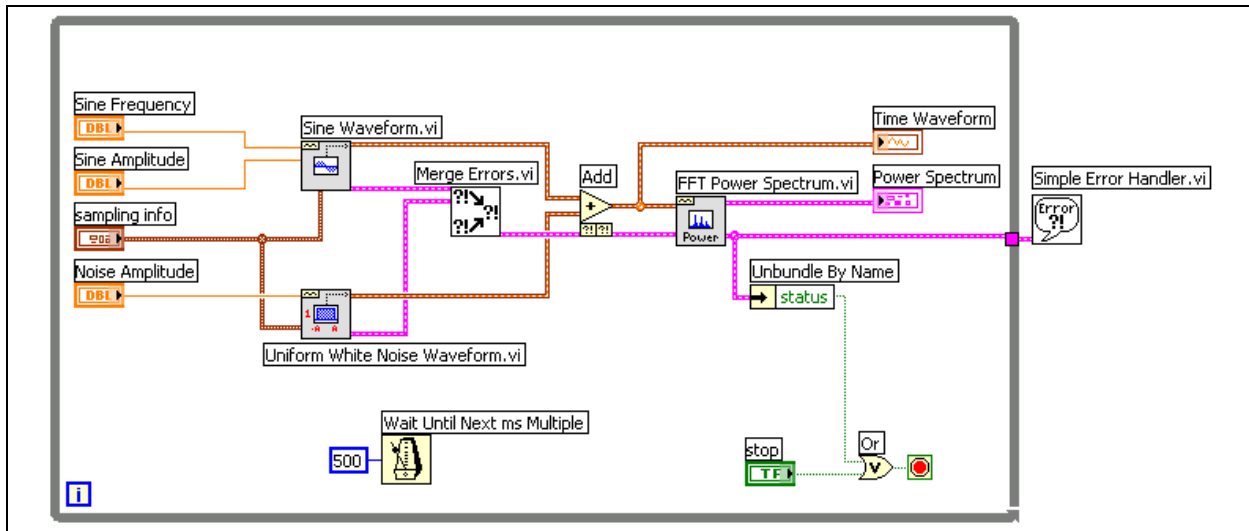 Sine Frequency
DBL
Sine Waveform.vi
Time Waveform
Sine Amplitude
DBL
Merge Errors.vi
Add
FFT Power Spectrum.vi
Power Spectrum
Simple Error Handler.vi
?!
?!
?!
+
Error
?!
sampling info
Power
?! ?!
Noise Amplitude
DBL
Unbundle By Name
status
1
-A A
Uniform White Noise Waveform.vi
Wait Until Next ms Multiple
500
stop
TF
Or
V
i